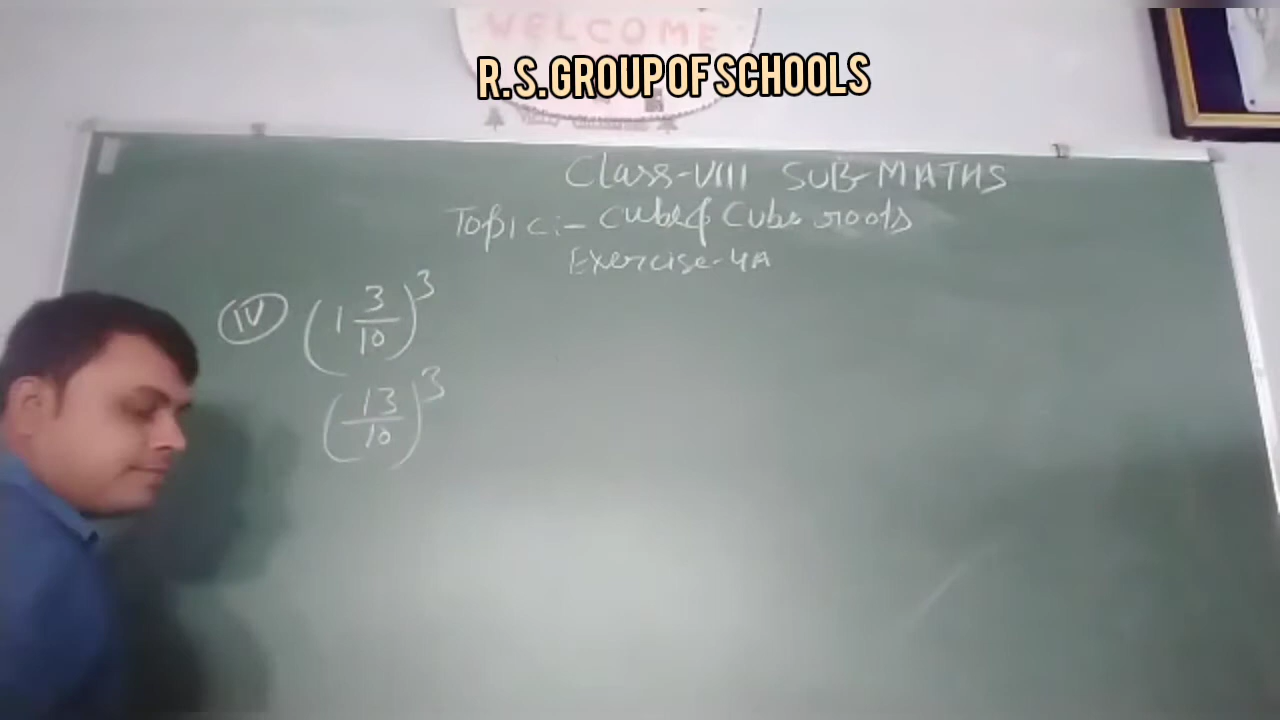 WELCOME
R. S. GROUP OF SCHOOLS
Class-VIII SUB-MATHS
Topic:- Cube & Cube roots
Exercise-4A
(IV) (1 3/10)^3
(13/10)^3